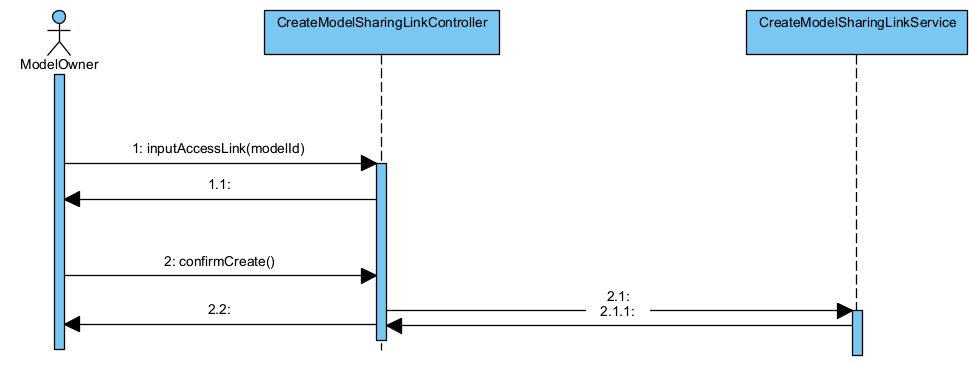 CreateModelSharingLinkController
CreateModelSharingLinkService
ModelOwner
1: inputAccessLink(modelId)
1.1:
2: confirmCreate()
2.1:
2.2:
2.1.1: